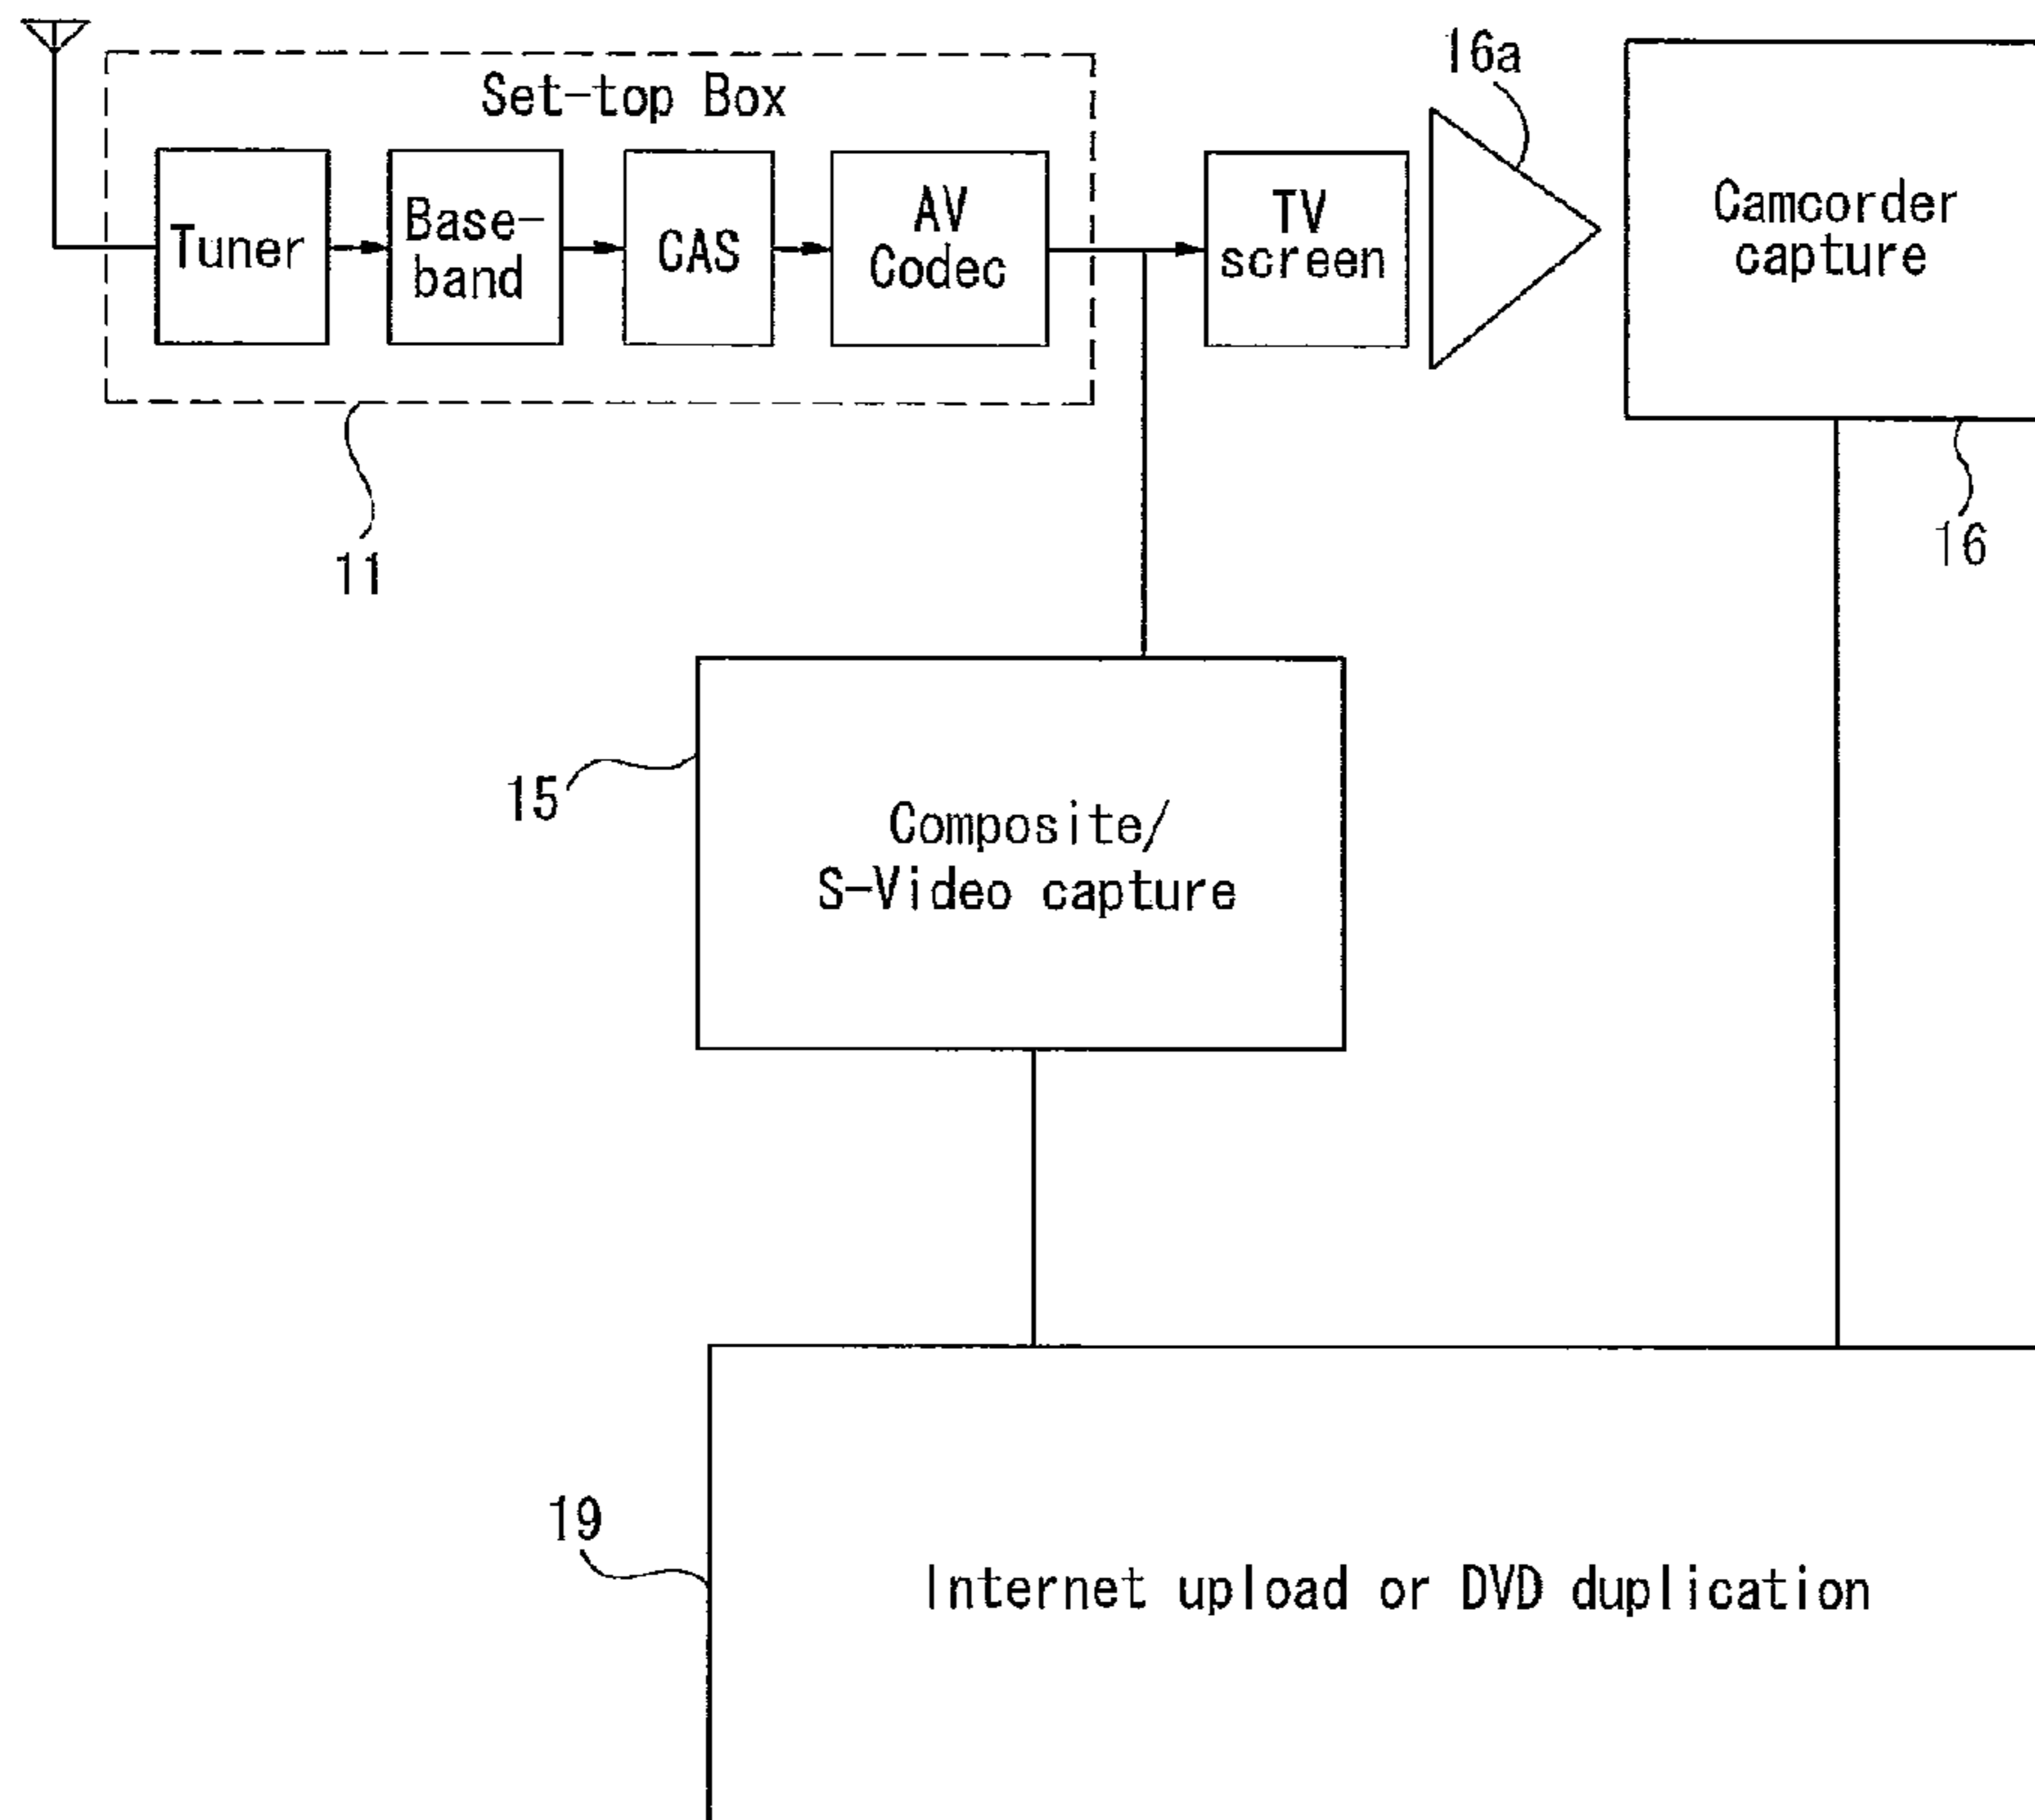 16a
Set-top Box
Tuner
Base-
band
CAS
AV
Codec
TV
screen
Camcorder
capture
11
16
15
Composite/
S-Video capture
19
Internet upload or DVD duplication